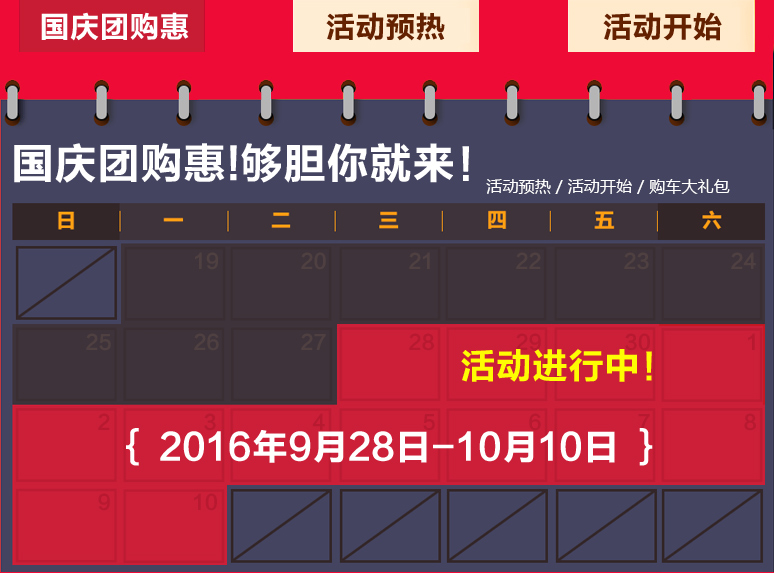 国庆团购惠 活动预热 活动开始
国庆团购惠!够胆你就来!
活动预热 / 活动开始 / 购车大礼包
日 一 二 三 四 五 六
19 20 21 22 23 24
25 26 27 28 29 30 1
活动进行中!
2 3 4 5 6 7 8
{ 2016年9月28日-10月10日 }
9 10